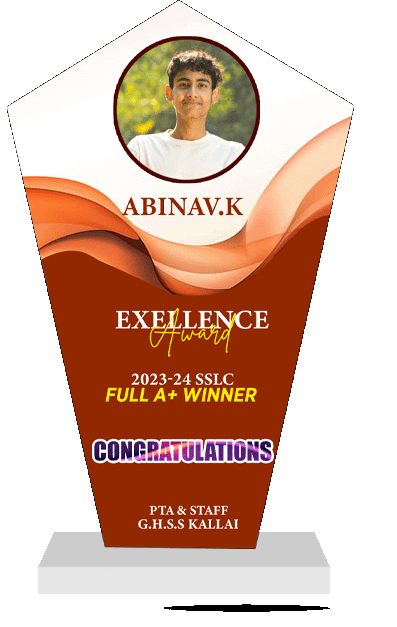 ABINAV.K
EXELLENCE
Award
2023-24 SSLC
FULL A+ WINNER
CONGRATULATIONS
PTA & STAFF
G.H.S.S KALLAI